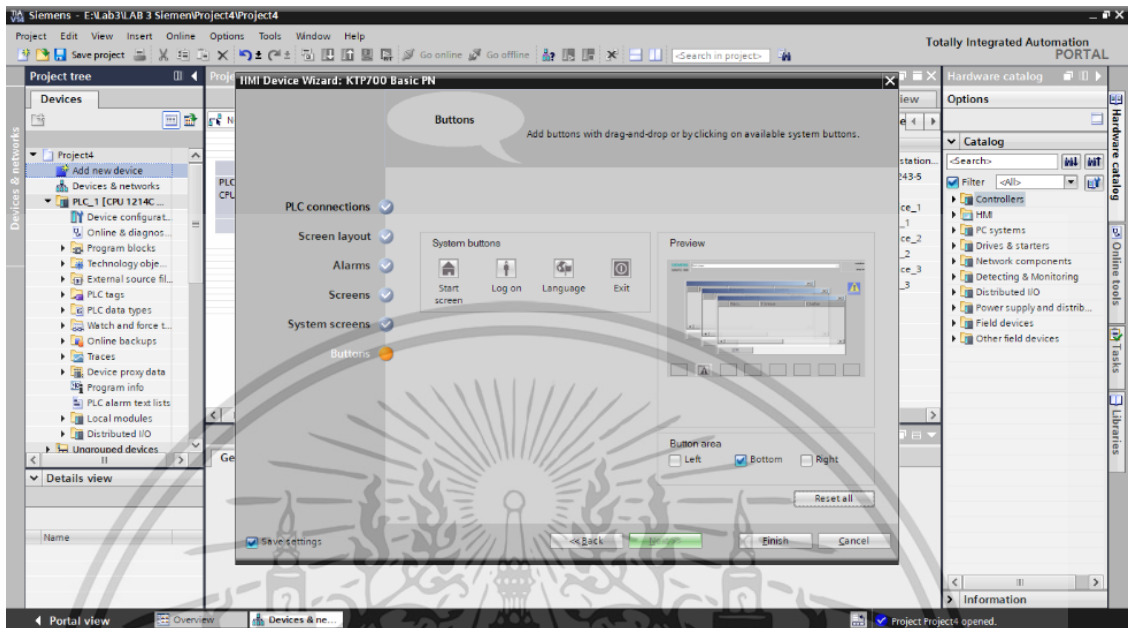 Siemens - E:\Lab3\LAB 3 Siemen\Project4\Project4
Project Edit View Insert Online Options Tools Window Help
Totally Integrated Automation
PORTAL
Save project
Go online
Go offline
<Search in project>
Project tree
Devices
Devices & networks
Project4
Add new device
Devices & networks
PLC_1 [CPU 1214C ...
Device configurat...
Online & diagnos...
Program blocks
Technology obje...
External source fil...
PLC tags
PLC data types
Watch and force t...
Online backups
Traces
Device proxy data
Program info
PLC alarm text lists
Local modules
Distributed I/O
Ungrouped devices
Details view
Name
HMI Device Wizard: KTP700 Basic PN
Buttons
Add buttons with drag-and-drop or by clicking on available system buttons.
PLC connections
Screen layout
Alarms
Screens
System screens
Buttons
System buttons
Start
screen
Log on
Language
Exit
Preview
Button area
Left
Bottom
Right
Reset all
Save settings
<<Back
Finish
Cancel
Hardware catalog
Options
Catalog
<Search>
Filter
<All>
Controllers
HMI
PC systems
Drives & starters
Network components
Detecting & Monitoring
Distributed I/O
Power supply and distrib...
Field devices
Other field devices
Information
Hardware catalog
Online tools
Tasks
Libraries
Portal view
Overview
Devices & ne...
Project Project4 opened.